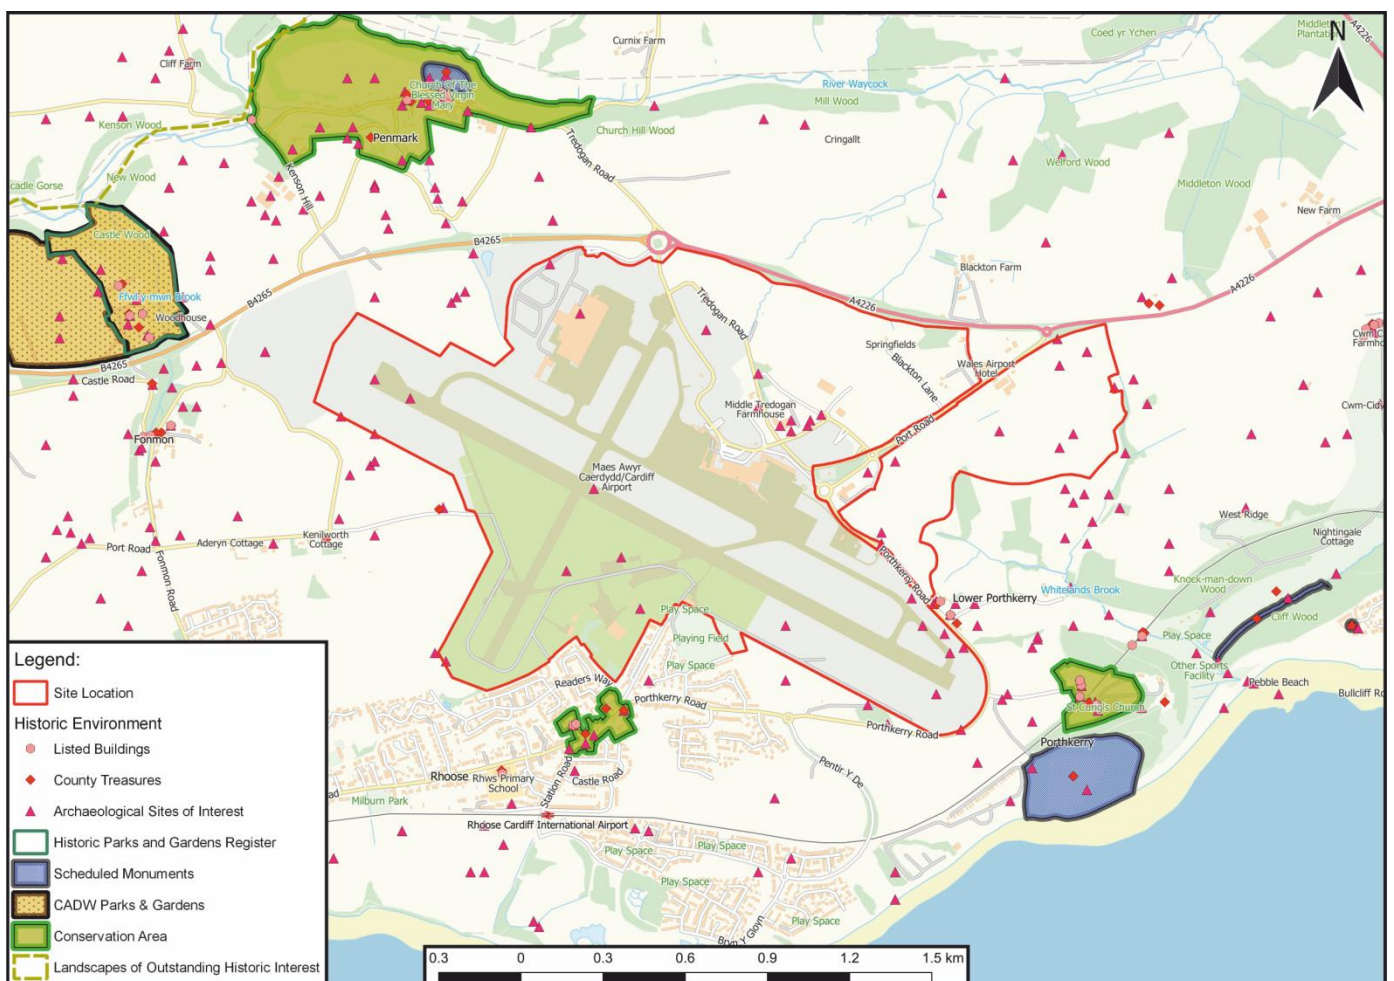 Curnix Farm
Coed yr Ychen
Middleton
Plantation
A4226
N
Cliff Farm
River Waycock
Mill Wood
Church Of The
Blessed Virgin
Mary
Kenson Wood
Penmark
Church Hill Wood
Cringallt
Welford Wood
Tredogan Road
Kenson Hill
New Wood
Middleton Wood
New Farm
Castle Wood
B4265
Blackton Farm
Ffwl-y-mwn Brook
Woodhouse
B4265
Tredogan Road
A4226
A4226
Springfields
Blackton Lane
Wales Airport
Hotel
B4265
Castle Road
Middle Tredogan
Farmhouse
Port Road
Fonmon
Maes Awyr
Caerdydd/Cardiff
Airport
West Ridge
Nightingale
Cottage
Port Road
Aderyn Cottage
Kenilworth
Cottage
Fonmon Road
Porthkerry Road
Knock-man-down
Wood
Whitelands Brook
Lower Porthkerry
Play Space
Cliff Wood
Play Space
Playing Field
Play Space
Other Sports
Facility
Pebble Beach
Readers Way
Porthkerry Road
St Curig's Church
Porthkerry Road
Porthkerry
Rhoose
Rhws Primary
School
Castle Road
Station Road
Pentir Y De
Milburn Park
Rhoose Cardiff International Airport
Play Space
Play Space
Play Space
Play Space
Bryn Y Gloyn
Legend:
Site Location
Historic Environment
Listed Buildings
County Treasures
Archaeological Sites of Interest
Historic Parks and Gardens Register
Scheduled Monuments
CADW Parks & Gardens
Conservation Area
Landscapes of Outstanding Historic Interest
0.3 0 0.3 0.6 0.9 1.2 1.5 km